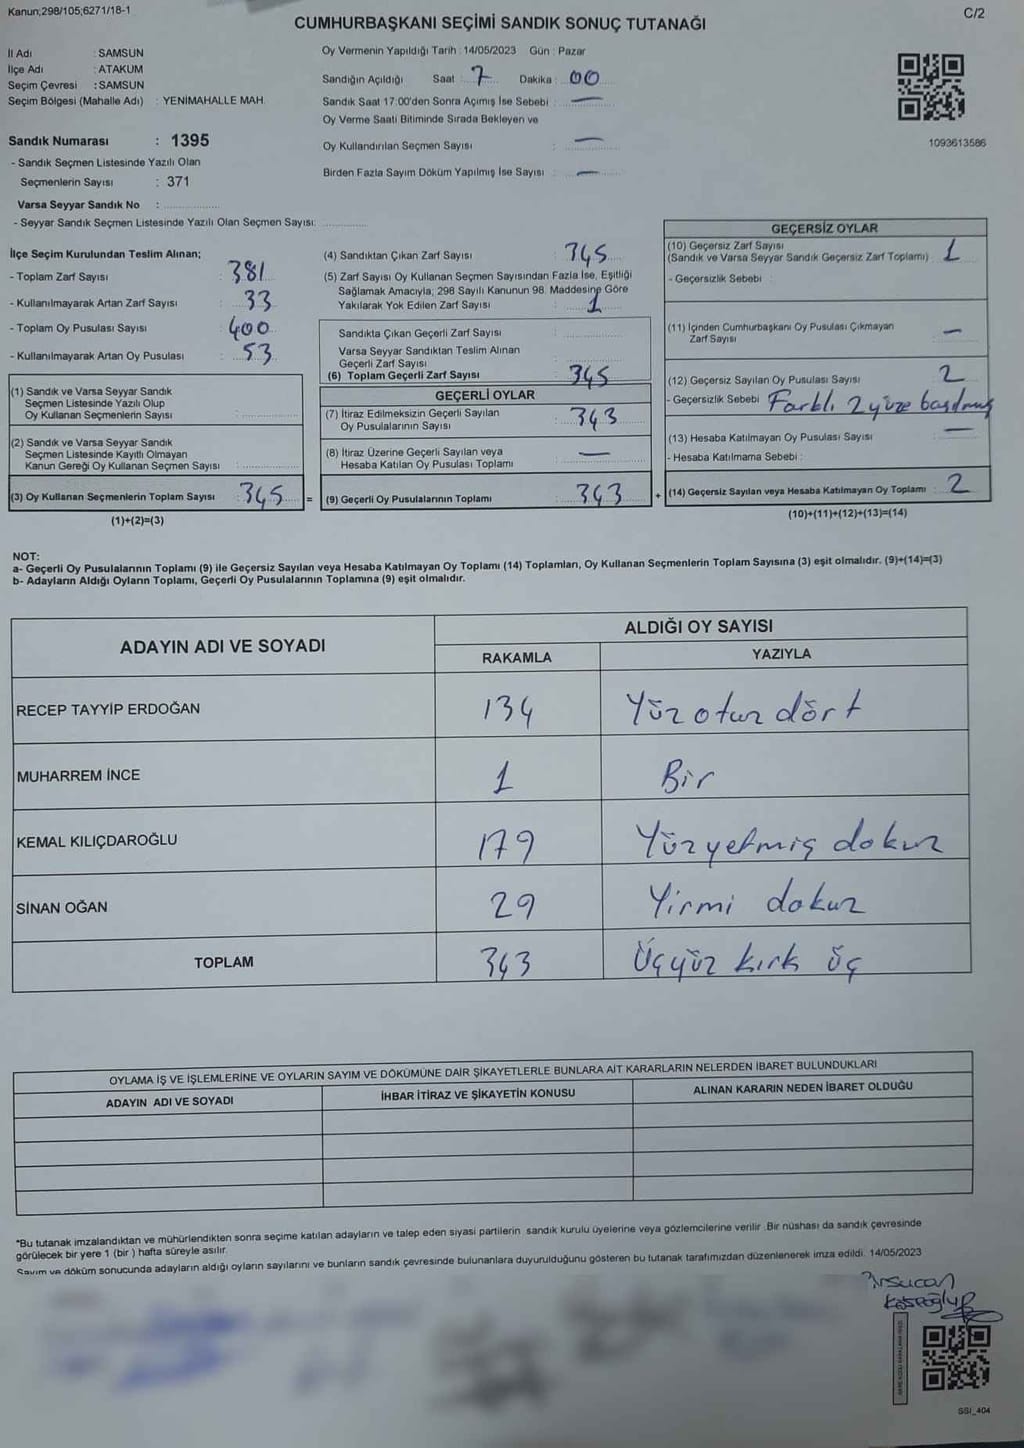 Kanun;298/105;6271/18-1
C/2
CUMHURBAŞKANI SEÇİMİ SANDIK SONUÇ TUTANAĞI
İl Adı : SAMSUN
İlçe Adı : ATAKUM
Seçim Çevresi : SAMSUN
Seçim Bölgesi (Mahalle Adı) : YENİMAHALLE MAH.
Sandık Numarası : 1395
- Sandık Seçmen Listesinde Yazılı Olan
Seçmenlerin Sayısı : 371
Varsa Seyyar Sandık No :
- Seyyar Sandık Seçmen Listesinde Yazılı Olan Seçmen Sayısı:
Oy Vermenin Yapıldığı Tarih : 14/05/2023 Gün : Pazar
Sandığın Açıldığı Saat : 7 Dakika : 00
Sandık Saat 17:00'den Sonra Açımış İse Sebebi : —
Oy Verme Saati Bitiminde Sırada Bekleyen ve
Oy Kullandırılan Seçmen Sayısı : —
Birden Fazla Sayım Döküm Yapılmış İse Sayısı : —
1093613586
İlçe Seçim Kurulundan Teslim Alınan;
- Toplam Zarf Sayısı : 381
- Kullanılmayarak Artan Zarf Sayısı : 33
- Toplam Oy Pusulası Sayısı : 400
- Kullanılmayarak Artan Oy Pusulası : 53
(1) Sandık ve Varsa Seyyar Sandık
Seçmen Listesinde Yazılı Olup
Oy Kullanan Seçmenlerin Sayısı :
(2) Sandık ve Varsa Seyyar Sandık
Seçmen Listesinde Kayıtlı Olmayan
Kanun Gereği Oy Kullanan Seçmen Sayısı :
(3) Oy Kullanan Seçmenlerin Toplam Sayısı : 345 =
(1)+(2)=(3)
(4) Sandıktan Çıkan Zarf Sayısı : 345
(5) Zarf Sayısı Oy Kullanan Seçmen Sayısından Fazla İse, Eşitliği
Sağlamak Amacıyla; 298 Sayılı Kanunun 98. Maddesine Göre
Yakılarak Yok Edilen Zarf Sayısı : 1
Sandıkta Çıkan Geçerli Zarf Sayısı :
Varsa Seyyar Sandıktan Teslim Alınan
Geçerli Zarf Sayısı :
(6) Toplam Geçerli Zarf Sayısı : 345
GEÇERLİ OYLAR
(7) İtiraz Edilmeksizin Geçerli Sayılan
Oy Pusulalarının Sayısı : 343
(8) İtiraz Üzerine Geçerli Sayılan veya
Hesaba Katılan Oy Pusulası Toplamı : —
(9) Geçerli Oy Pusulalarının Toplamı : 343 +
GEÇERSİZ OYLAR
(10) Geçersiz Zarf Sayısı
(Sandık ve Varsa Seyyar Sandık Geçersiz Zarf Toplamı) : 1
- Geçersizlik Sebebi :
(11) İçinden Cumhurbaşkanı Oy Pusulası Çıkmayan
Zarf Sayısı : —
(12) Geçersiz Sayılan Oy Pusulası Sayısı : 2
- Geçersizlik Sebebi : Farklı 2 yüze basılmış
(13) Hesaba Katılmayan Oy Pusulası Sayısı : —
- Hesaba Katılmama Sebebi :
(14) Geçersiz Sayılan veya Hesaba Katılmayan Oy Toplamı : 2
(10)+(11)+(12)+(13)=(14)
NOT:
a- Geçerli Oy Pusulalarının Toplamı (9) ile Geçersiz Sayılan veya Hesaba Katılmayan Oy Toplamı (14) Toplamları, Oy Kullanan Seçmenlerin Toplam Sayısına (3) eşit olmalıdır. (9)+(14)=(3)
b- Adayların Aldığı Oyların Toplamı, Geçerli Oy Pusulalarının Toplamına (9) eşit olmalıdır.
ADAYIN ADI VE SOYADI
ALDIĞI OY SAYISI
RAKAMLA YAZIYLA
RECEP TAYYİP ERDOĞAN 134 Yüz otuz dört
MUHARREM İNCE 1 Bir
KEMAL KILIÇDAROĞLU 179 Yüzyetmiş dokuz
SİNAN OĞAN 29 Yirmi dokuz
TOPLAM 343 Üçyüz kırk üç
OYLAMA İŞ VE İŞLEMLERİNE VE OYLARIN SAYIM VE DÖKÜMÜNE DAİR ŞİKAYETLERLE BUNLARA AİT KARARLARIN NELERDEN İBARET BULUNDUKLARI
ADAYIN ADI VE SOYADI İHBAR İTİRAZ VE ŞİKAYETİN KONUSU ALINAN KARARIN NEDEN İBARET OLDUĞU
*Bu tutanak imzalandıktan ve mühürlendikten sonra seçime katılan adayların ve talep eden siyasi partilerin sandık kurulu üyelerine veya gözlemcilerine verilir .Bir nüshası da sandık çevresinde
görülecek bir yere 1 (bir ) hafta süreyle asılır.
Sayım ve döküm sonucunda adayların aldığı oyların sayılarını ve bunların sandık çevresinde bulunanlara duyurulduğunu gösteren bu tutanak tarafımızdan düzenlenerek imza edildi. 14/05/2023
SSI_404